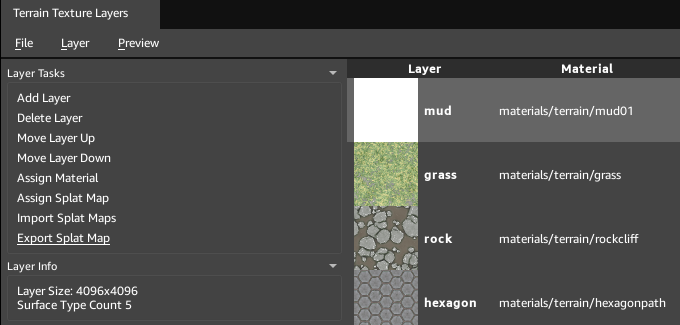 Terrain Texture Layers
File Layer Preview
Layer Tasks
Add Layer
Delete Layer
Move Layer Up
Move Layer Down
Assign Material
Assign Splat Map
Import Splat Maps
Export Splat Map
Layer Info
Layer Size: 4096x4096
Surface Type Count 5
Layer Material
mud materials/terrain/mud01
grass materials/terrain/grass
rock materials/terrain/rockcliff
hexagon materials/terrain/hexagonpath